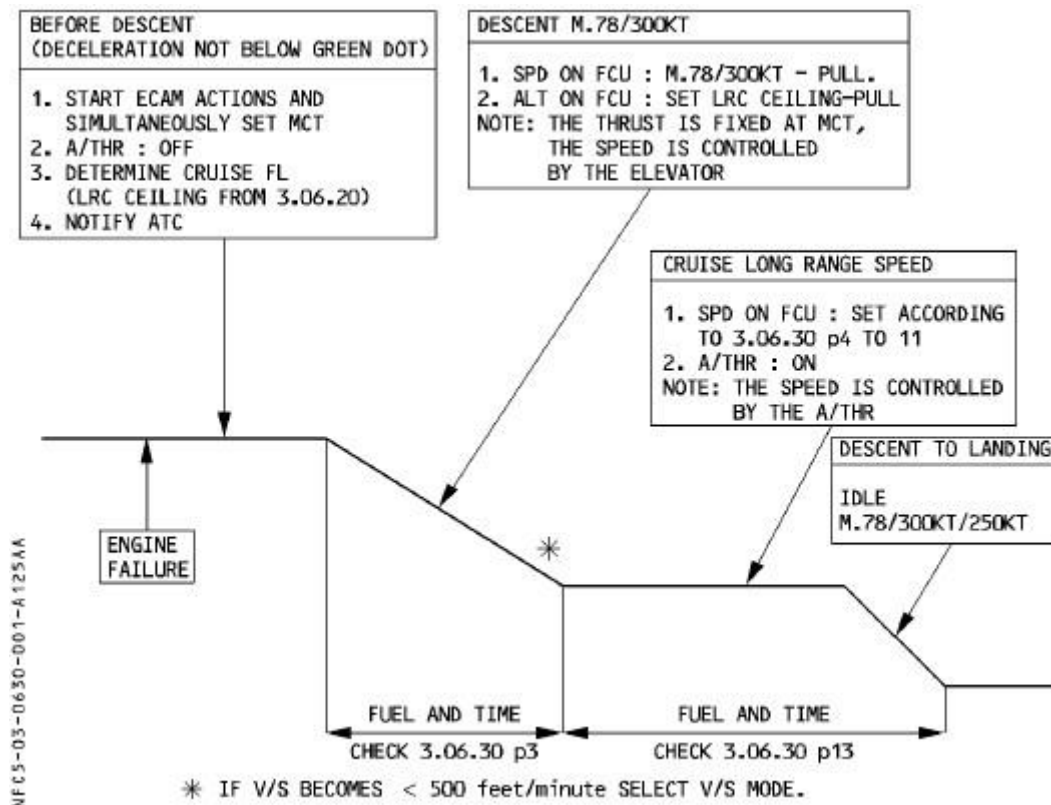 BEFORE DESCENT
(DECELERATION NOT BELOW GREEN DOT)
1. START ECAM ACTIONS AND
SIMULTANEOUSLY SET MCT
2. A/THR : OFF
3. DETERMINE CRUISE FL
(LRC CEILING FROM 3.06.20)
4. NOTIFY ATC
DESCENT M.78/300KT
1. SPD ON FCU : M.78/300KT - PULL.
2. ALT ON FCU : SET LRC CEILING-PULL
NOTE: THE THRUST IS FIXED AT MCT,
THE SPEED IS CONTROLLED
BY THE ELEVATOR
CRUISE LONG RANGE SPEED
1. SPD ON FCU : SET ACCORDING
TO 3.06.30 p4 TO 11
2. A/THR : ON
NOTE: THE SPEED IS CONTROLLED
BY THE A/THR
DESCENT TO LANDING
IDLE
M.78/300KT/250KT
ENGINE
FAILURE
*
FUEL AND TIME
CHECK 3.06.30 p3
FUEL AND TIME
CHECK 3.06.30 p13
* IF V/S BECOMES < 500 feet/minute SELECT V/S MODE.
NFC5-03-0630-001-A125AA